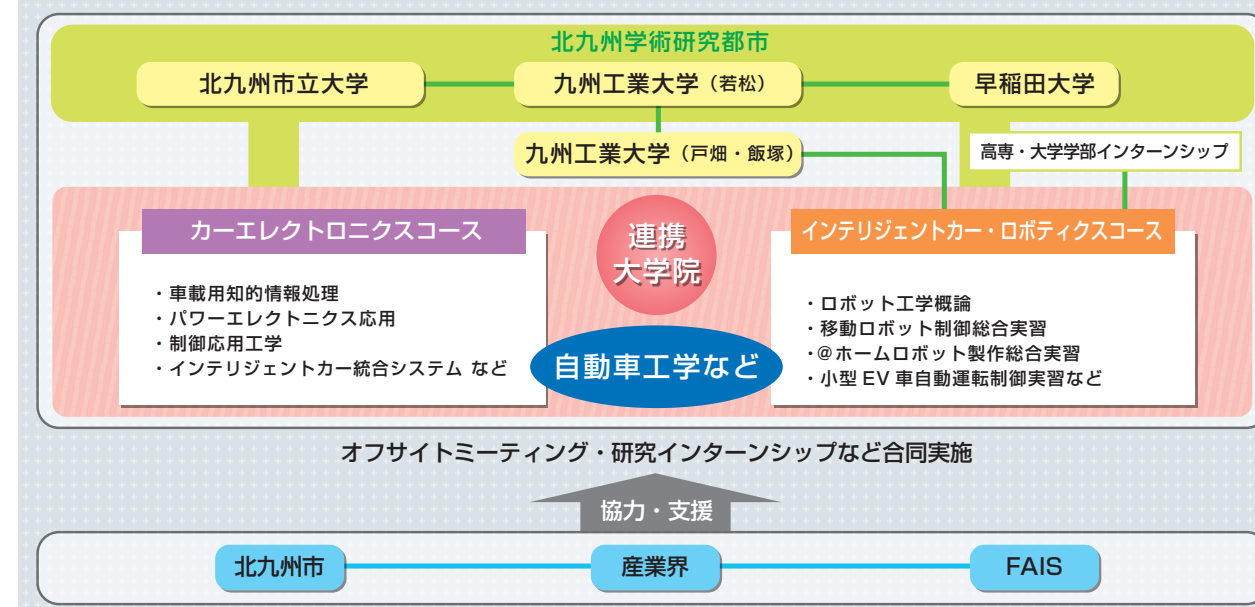 北九州学術研究都市
北九州市立大学
九州工業大学（若松）
早稲田大学
九州工業大学（戸畑・飯塚）
高専・大学学部インターンシップ
カーエレクトロニクスコース
連携
大学院
インテリジェントカー・ロボティクスコース
・車載用知的情報処理
・パワーエレクトニクス応用
・制御応用工学
・インテリジェントカー統合システム など
自動車工学など
・ロボット工学概論
・移動ロボット制御総合実習
・@ホームロボット製作総合実習
・小型 EV 車自動運転制御実習など
オフサイトミーティング・研究インターンシップなど合同実施
協力・支援
北九州市
産業界
FAIS